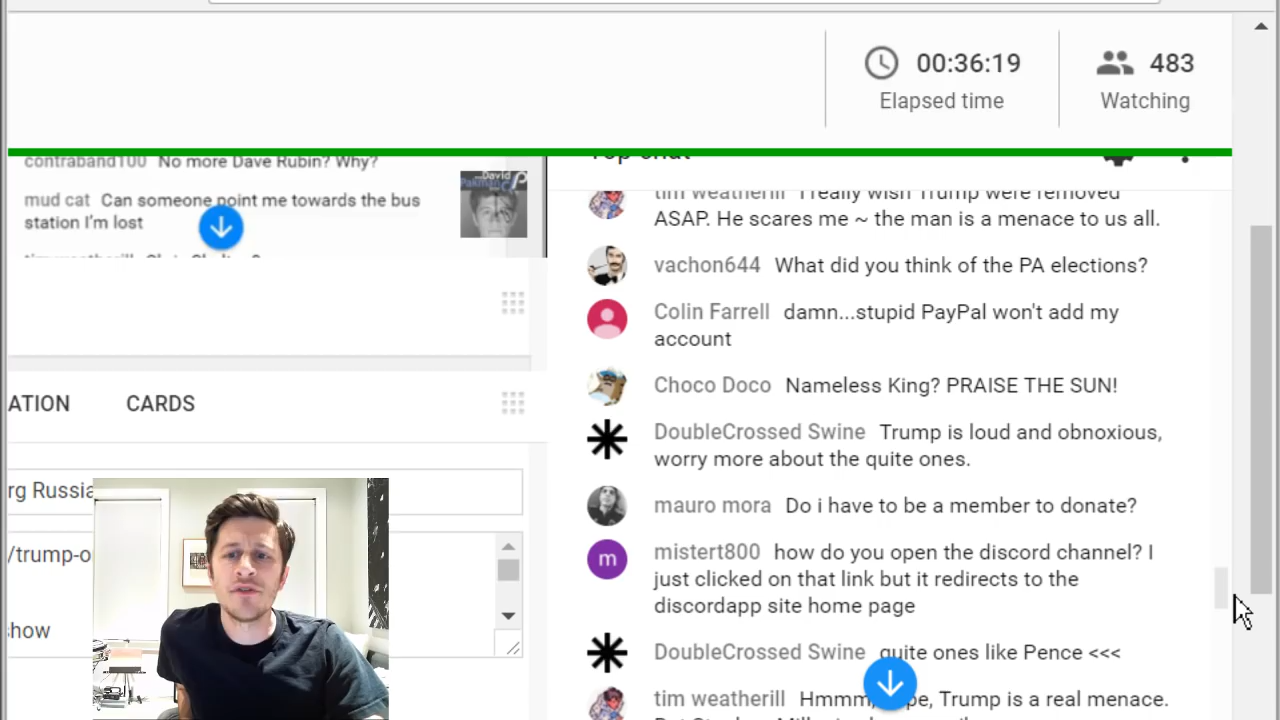 00:36:19
Elapsed time
483
Watching
contraband100 No more Dave Rubin? Why?
mud cat Can someone point me towards the bus
station I'm lost
David
Pakman
ATION CARDS
rg Russia
/trump-o
show
Top chat
tim weatherill I really wish Trump were removed
ASAP. He scares me ~ the man is a menace to us all.
vachon644 What did you think of the PA elections?
Colin Farrell damn...stupid PayPal won't add my
account
Choco Doco Nameless King? PRAISE THE SUN!
DoubleCrossed Swine Trump is loud and obnoxious,
worry more about the quite ones.
mauro mora Do i have to be a member to donate?
m
mistert800 how do you open the discord channel? I
just clicked on that link but it redirects to the
discordapp site home page
DoubleCrossed Swine quite ones like Pence <<<
tim weatherill Hmmm, Trump is a real menace.